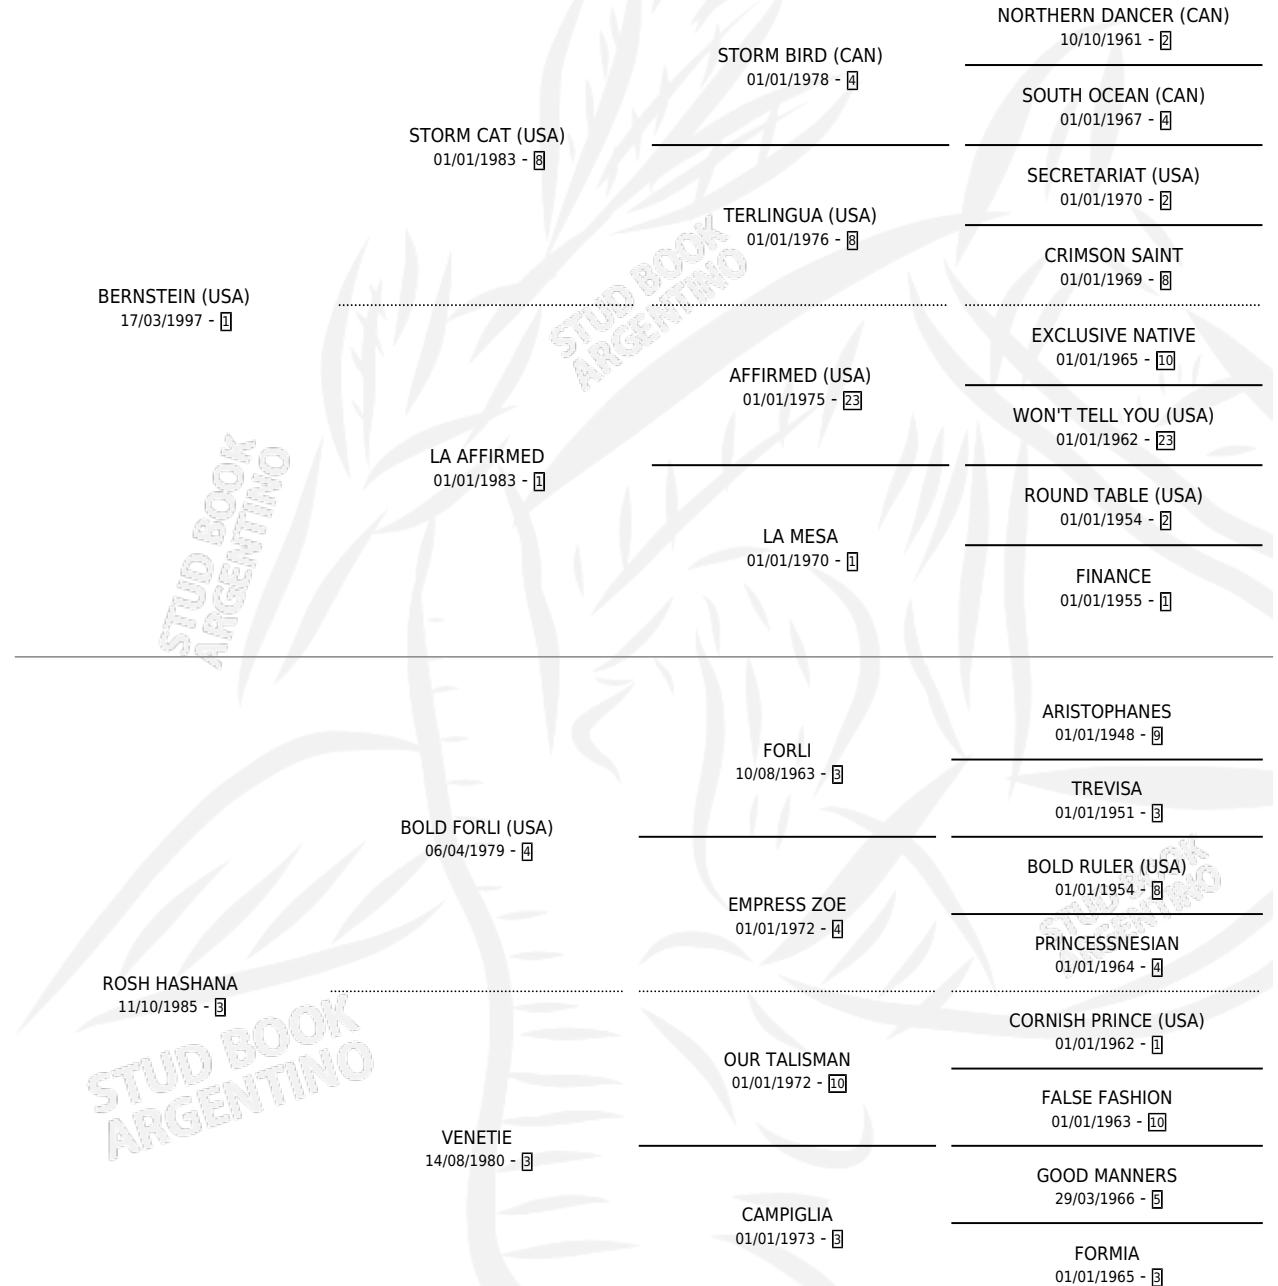 NORTHERN DANCER (CAN)
10/10/1961 - 2
STORM BIRD (CAN)
01/01/1978 - 4
SOUTH OCEAN (CAN)
01/01/1967 - 4
STORM CAT (USA)
01/01/1983 - 8
SECRETARIAT (USA)
01/01/1970 - 2
TERLINGUA (USA)
01/01/1976 - 8
CRIMSON SAINT
01/01/1969 - 8
BERNSTEIN (USA)
17/03/1997 - 1
EXCLUSIVE NATIVE
01/01/1965 - 10
AFFIRMED (USA)
01/01/1975 - 23
WON'T TELL YOU (USA)
01/01/1962 - 23
LA AFFIRMED
01/01/1983 - 1
ROUND TABLE (USA)
01/01/1954 - 2
LA MESA
01/01/1970 - 1
FINANCE
01/01/1955 - 1
ARISTOPHANES
01/01/1948 - 9
FORLI
10/08/1963 - 3
TREVISA
01/01/1951 - 3
BOLD FORLI (USA)
06/04/1979 - 4
BOLD RULER (USA)
01/01/1954 - 8
EMPRESS ZOE
01/01/1972 - 4
PRINCESSNESIAN
01/01/1964 - 4
ROSH HASHANA
11/10/1985 - 3
CORNISH PRINCE (USA)
01/01/1962 - 1
OUR TALISMAN
01/01/1972 - 10
FALSE FASHION
01/01/1963 - 10
VENETIE
14/08/1980 - 3
GOOD MANNERS
29/03/1966 - 5
CAMPIGLIA
01/01/1973 - 3
FORMIA
01/01/1965 - 3
STUD BOOK
ARGENTINO
STUD BOOK
ARGENTINO
STUD BOOK
ARGENTINO
STUD BOOK
ARGENTINO